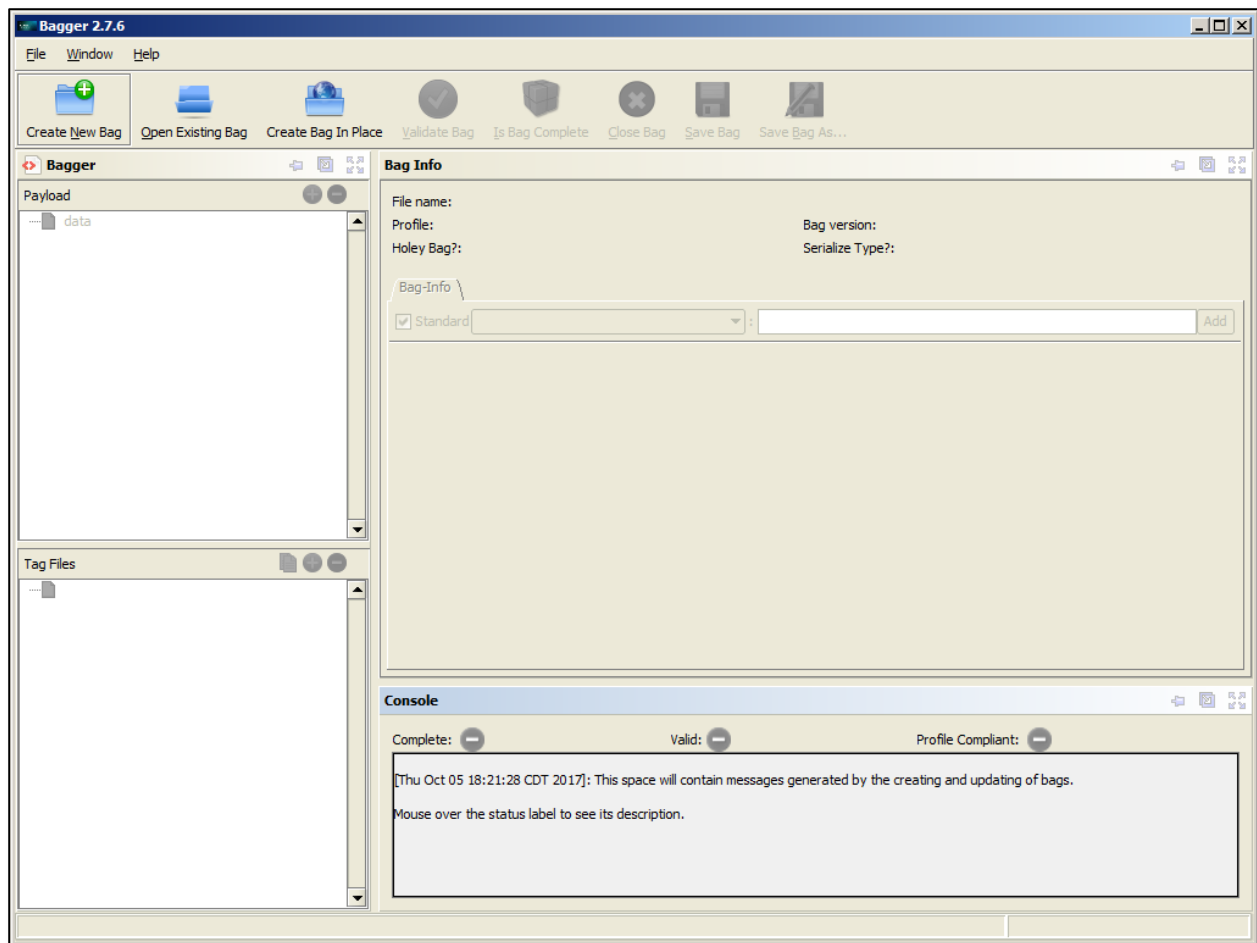 Bagger 2.7.6
File Window Help
Create New Bag Open Existing Bag Create Bag In Place Validate Bag Is Bag Complete Close Bag Save Bag Save Bag As...
Bagger
Payload
data
Tag Files
Bag Info
File name:
Profile: Bag version:
Holey Bag?: Serialize Type?:
Bag-Info
Standard : Add
Console
Complete: Valid: Profile Compliant:
[Thu Oct 05 18:21:28 CDT 2017]: This space will contain messages generated by the creating and updating of bags.
Mouse over the status label to see its description.